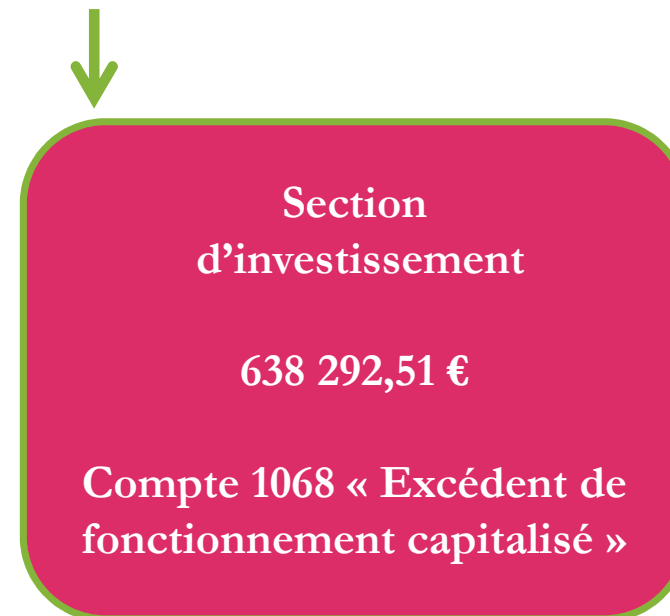 Section
d’investissement
638 292,51 €
Compte 1068 « Excédent de
fonctionnement capitalisé »